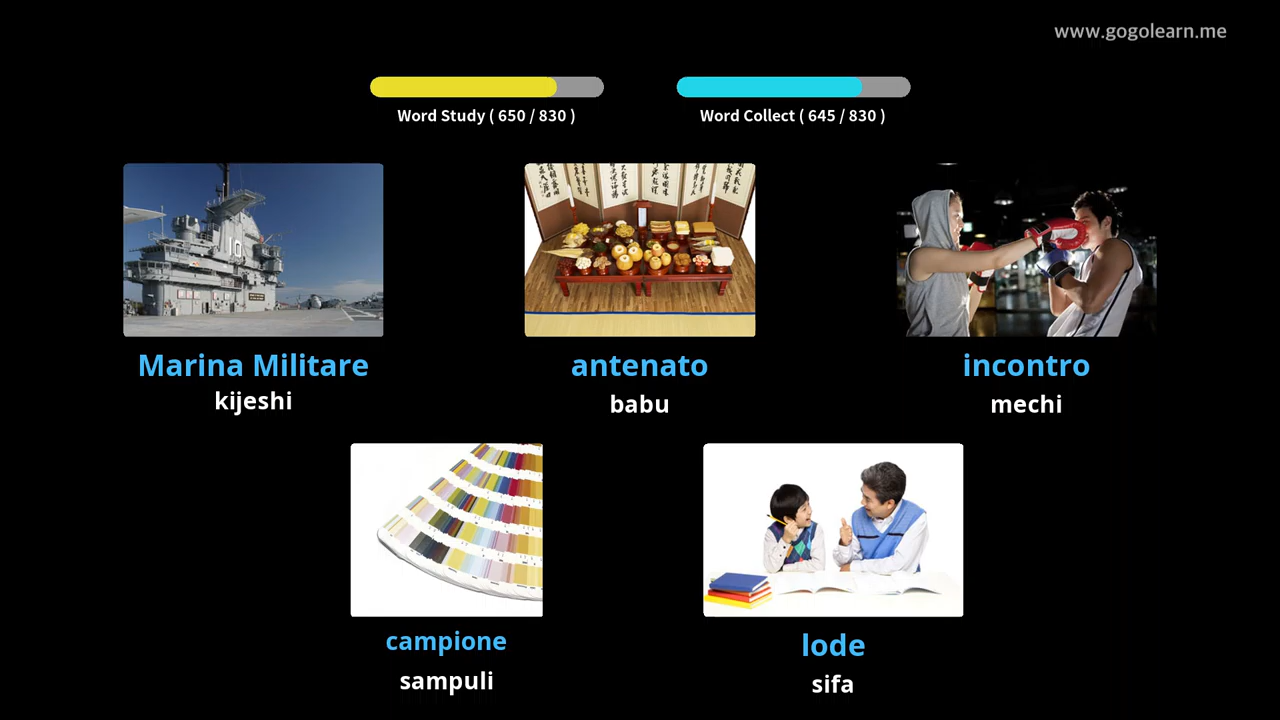 www.gogolearn.me
Word Study ( 650 / 830 )
Word Collect ( 645 / 830 )
Marina Militare
kijeshi
antenato
babu
incontro
mechi
campione
sampuli
lode
sifa